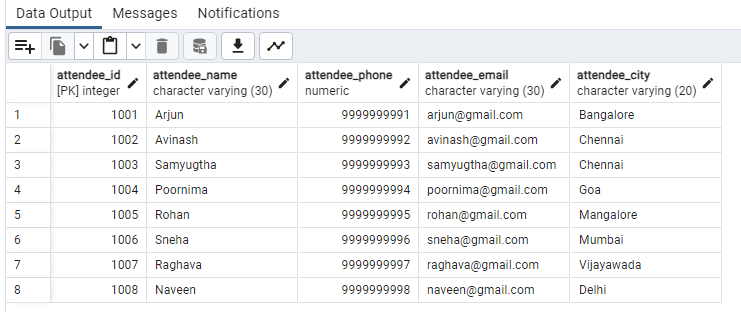 Data Output Messages Notifications
attendee_id attendee_name attendee_phone attendee_email attendee_city
[PK] integer character varying (30) numeric character varying (30) character varying (20)
1 1001 Arjun 9999999991 arjun@gmail.com Bangalore
2 1002 Avinash 9999999992 avinash@gmail.com Chennai
3 1003 Samyugtha 9999999993 samyugtha@gmail.com Chennai
4 1004 Poornima 9999999994 poornima@gmail.com Goa
5 1005 Rohan 9999999995 rohan@gmail.com Mangalore
6 1006 Sneha 9999999996 sneha@gmail.com Mumbai
7 1007 Raghava 9999999997 raghava@gmail.com Vijayawada
8 1008 Naveen 9999999998 naveen@gmail.com Delhi